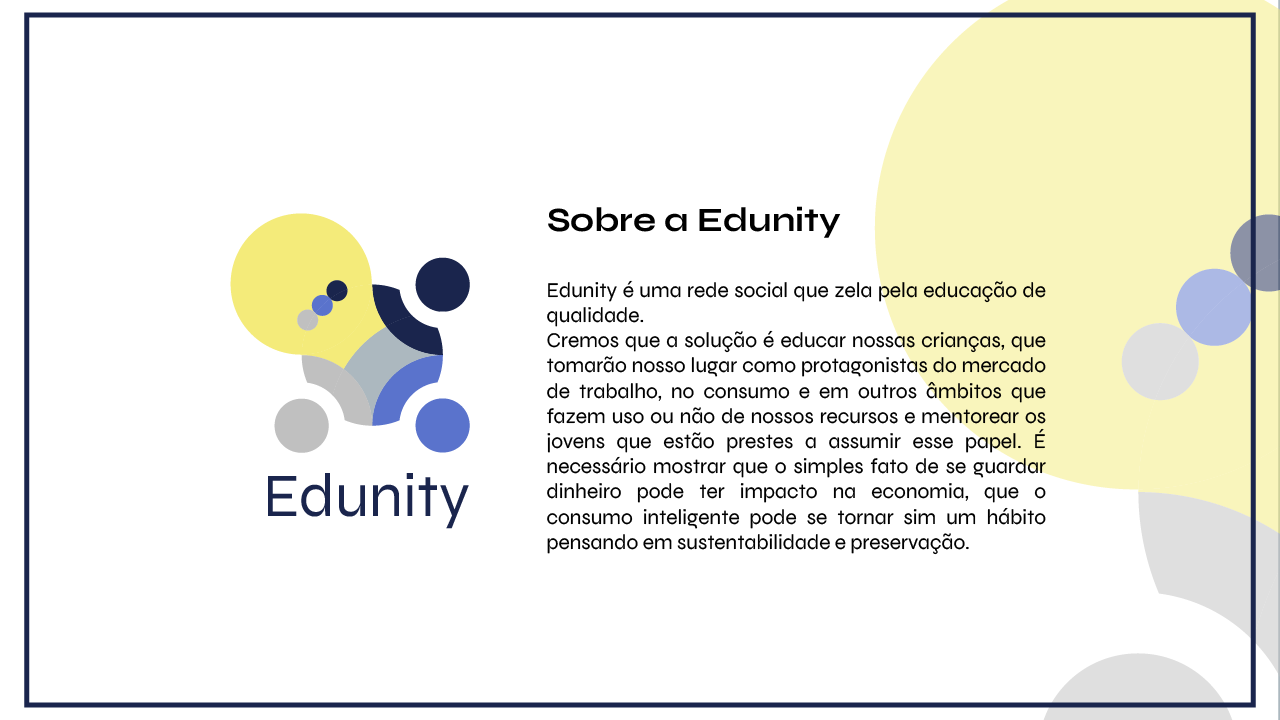 Sobre a Edunity
Edunity é uma rede social que zela pela educação de
qualidade.
Cremos que a solução é educar nossas crianças, que
tomarão nosso lugar como protagonistas do mercado
de trabalho, no consumo e em outros âmbitos que
fazem uso ou não de nossos recursos e mentorear os
jovens que estão prestes a assumir esse papel. É
necessário mostrar que o simples fato de se guardar
dinheiro pode ter impacto na economia, que o
consumo inteligente pode se tornar sim um hábito
pensando em sustentabilidade e preservação.
Edunity